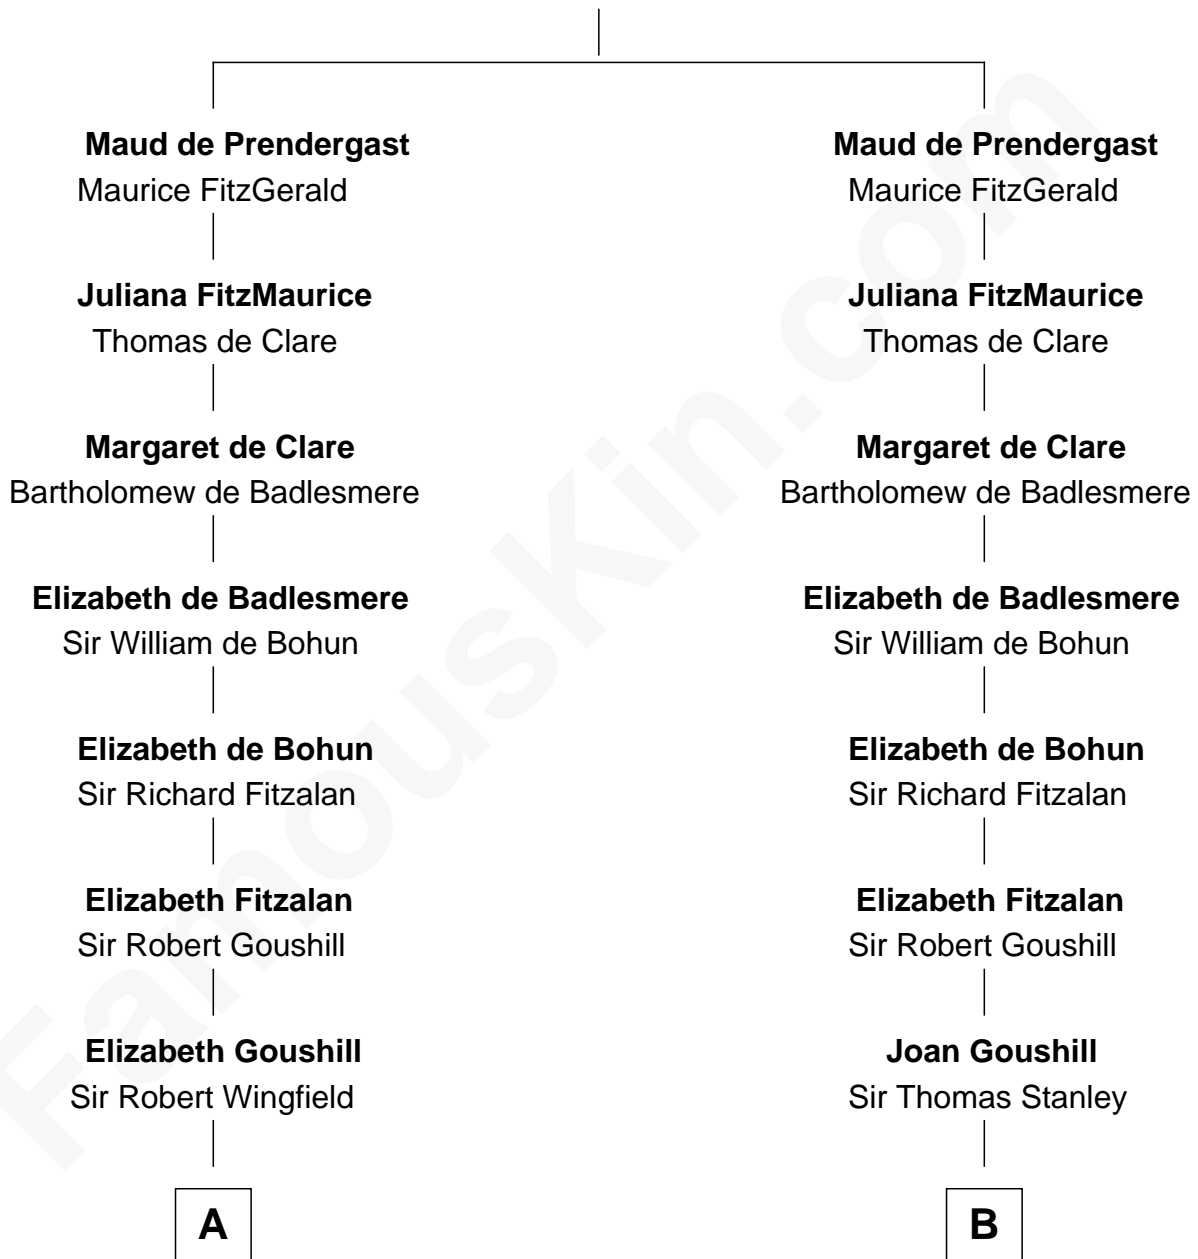 Maud de Prendergast
Maurice FitzGerald
Juliana FitzMaurice
Thomas de Clare
Margaret de Clare
Bartholomew de Badlesmere
Elizabeth de Badlesmere
Sir William de Bohun
Elizabeth de Bohun
Sir Richard Fitzalan
Elizabeth Fitzalan
Sir Robert Goushill
Elizabeth Goushill
Sir Robert Wingfield
A
Maud de Prendergast
Maurice FitzGerald
Juliana FitzMaurice
Thomas de Clare
Margaret de Clare
Bartholomew de Badlesmere
Elizabeth de Badlesmere
Sir William de Bohun
Elizabeth de Bohun
Sir Richard Fitzalan
Elizabeth Fitzalan
Sir Robert Goushill
Joan Goushill
Sir Thomas Stanley
B
FamousKin.com